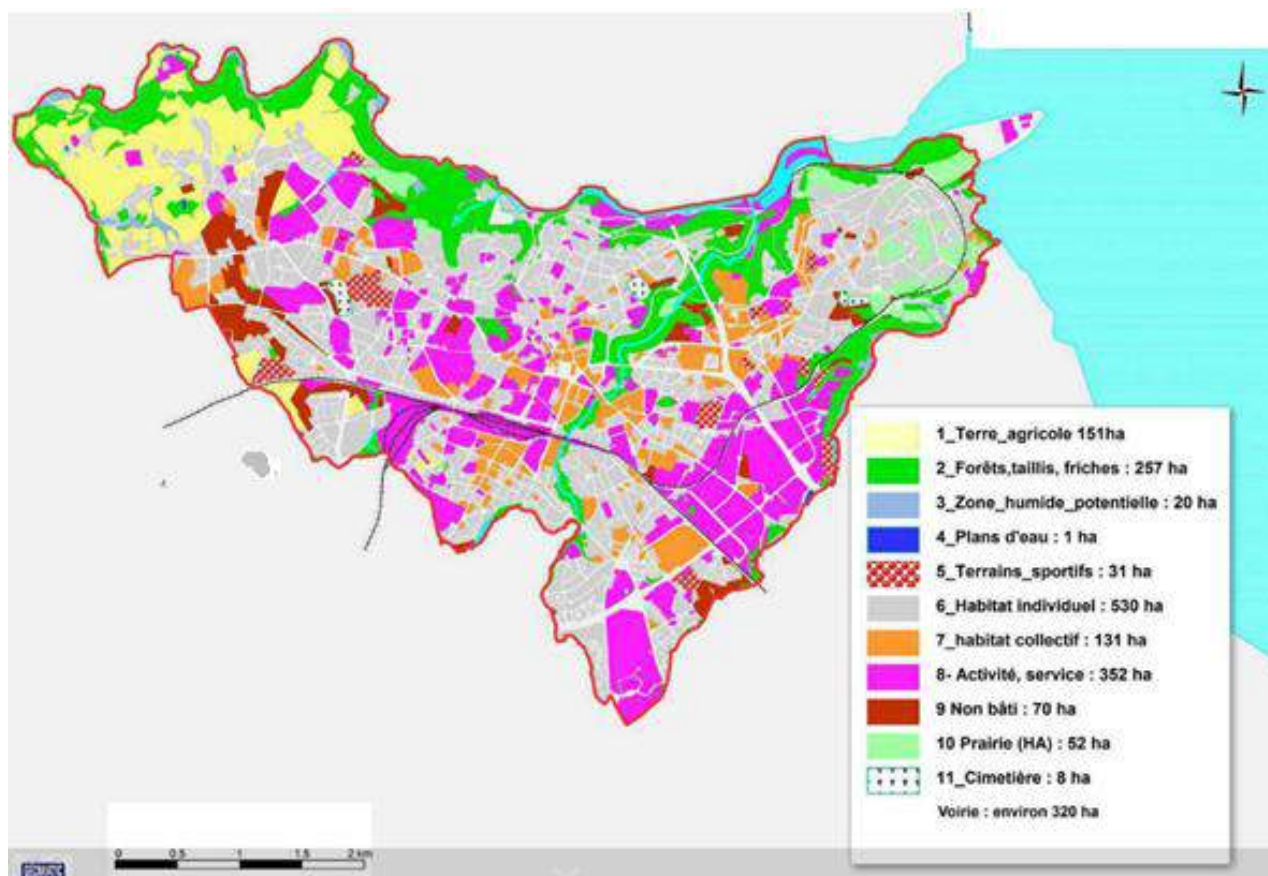 1_Terre_agricole 151ha
2_Forêts,taillis, friches : 257 ha
3_Zone_humide_potentielle : 20 ha
4_Plans d'eau : 1 ha
5_Terrains_sportifs : 31 ha
6_Habitat individuel : 530 ha
7_habitat collectif : 131 ha
8- Activité, service : 352 ha
9 Non bâti : 70 ha
10 Prairie (HA) : 52 ha
11_Cimetière : 8 ha
Voirie : environ 320 ha
0 0,5 1 2 km